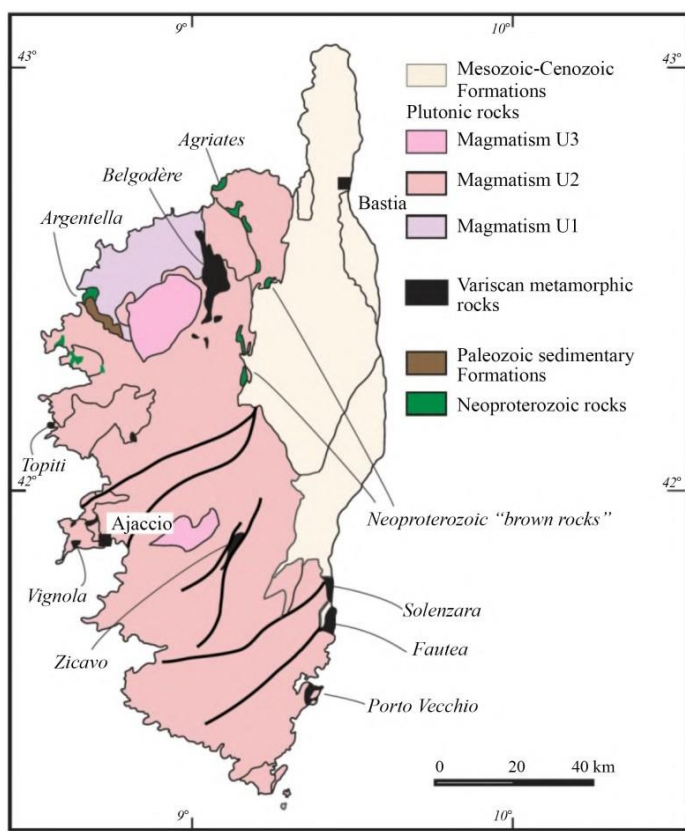 9°
10°
43°
43°
Mesozoic-Cenozoic
Formations
Plutonic rocks
Magmatism U3
Magmatism U2
Magmatism U1
Variscan metamorphic
rocks
Paleozoic sedimentary
Formations
Neoproterozoic rocks
Agriates
Belgodère
Argentella
Bastia
Topiti
42°
42°
Neoproterozoic “brown rocks”
Ajaccio
Vignola
Zicavo
Solenzara
Fautea
Porto Vecchio
0 20 40 km
9°
10°